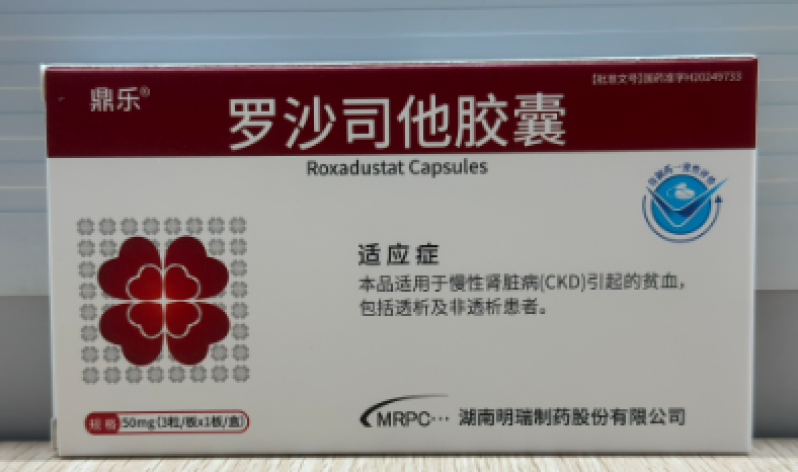 鼎乐®
【批准文号】国药准字H20249733
罗沙司他胶囊
Roxadustat Capsules
适应症
本品适用于慢性肾脏病(CKD)引起的贫血,
包括透析及非透析患者。
规格 50mg(3粒/板x1板/盒)
MRPC··· 湖南明瑞制药股份有限公司